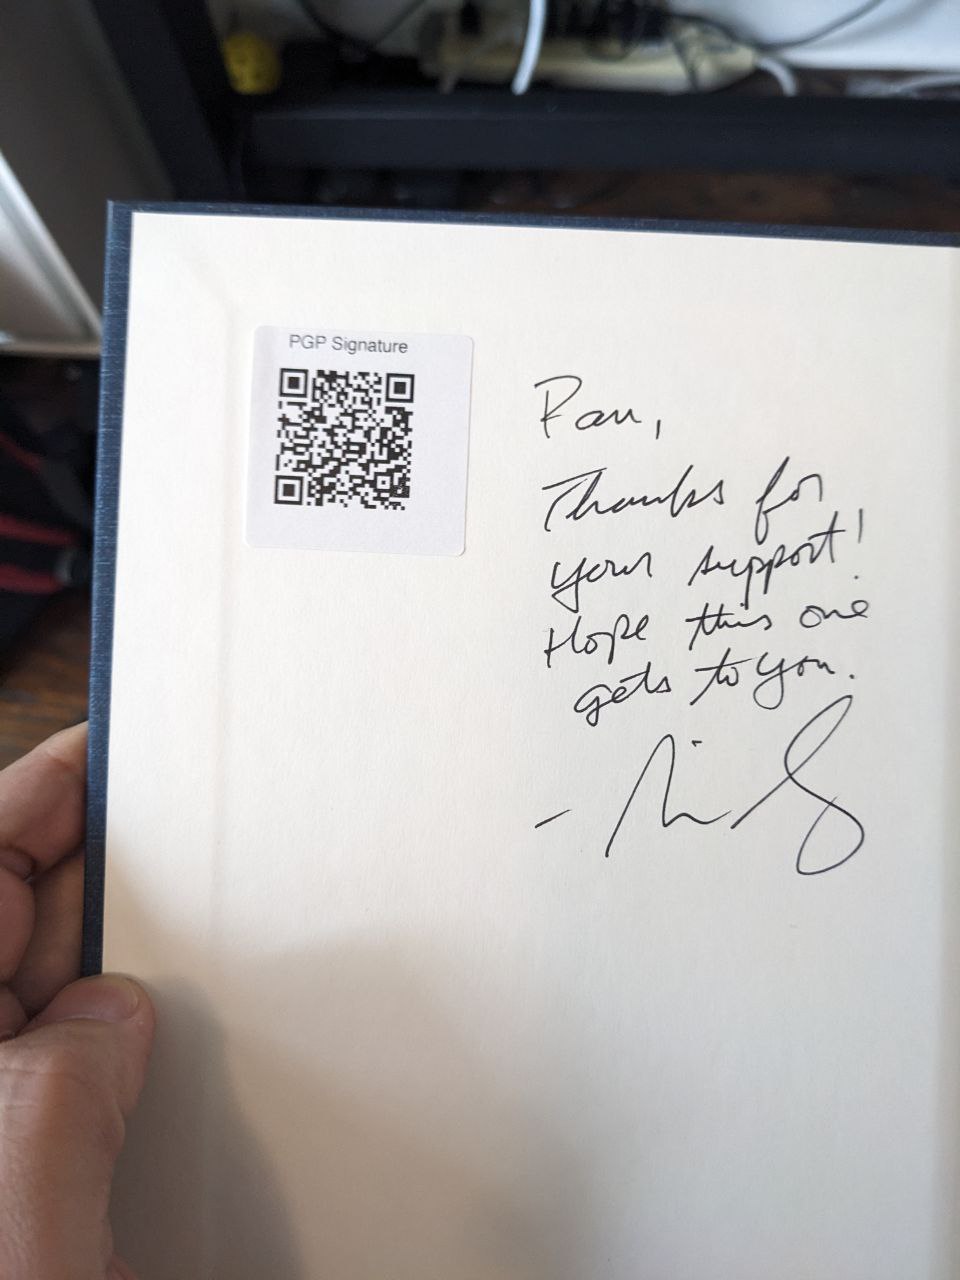 PGP Signature
Ran,
Thanks for
your support!
Hope this one
gets to you.